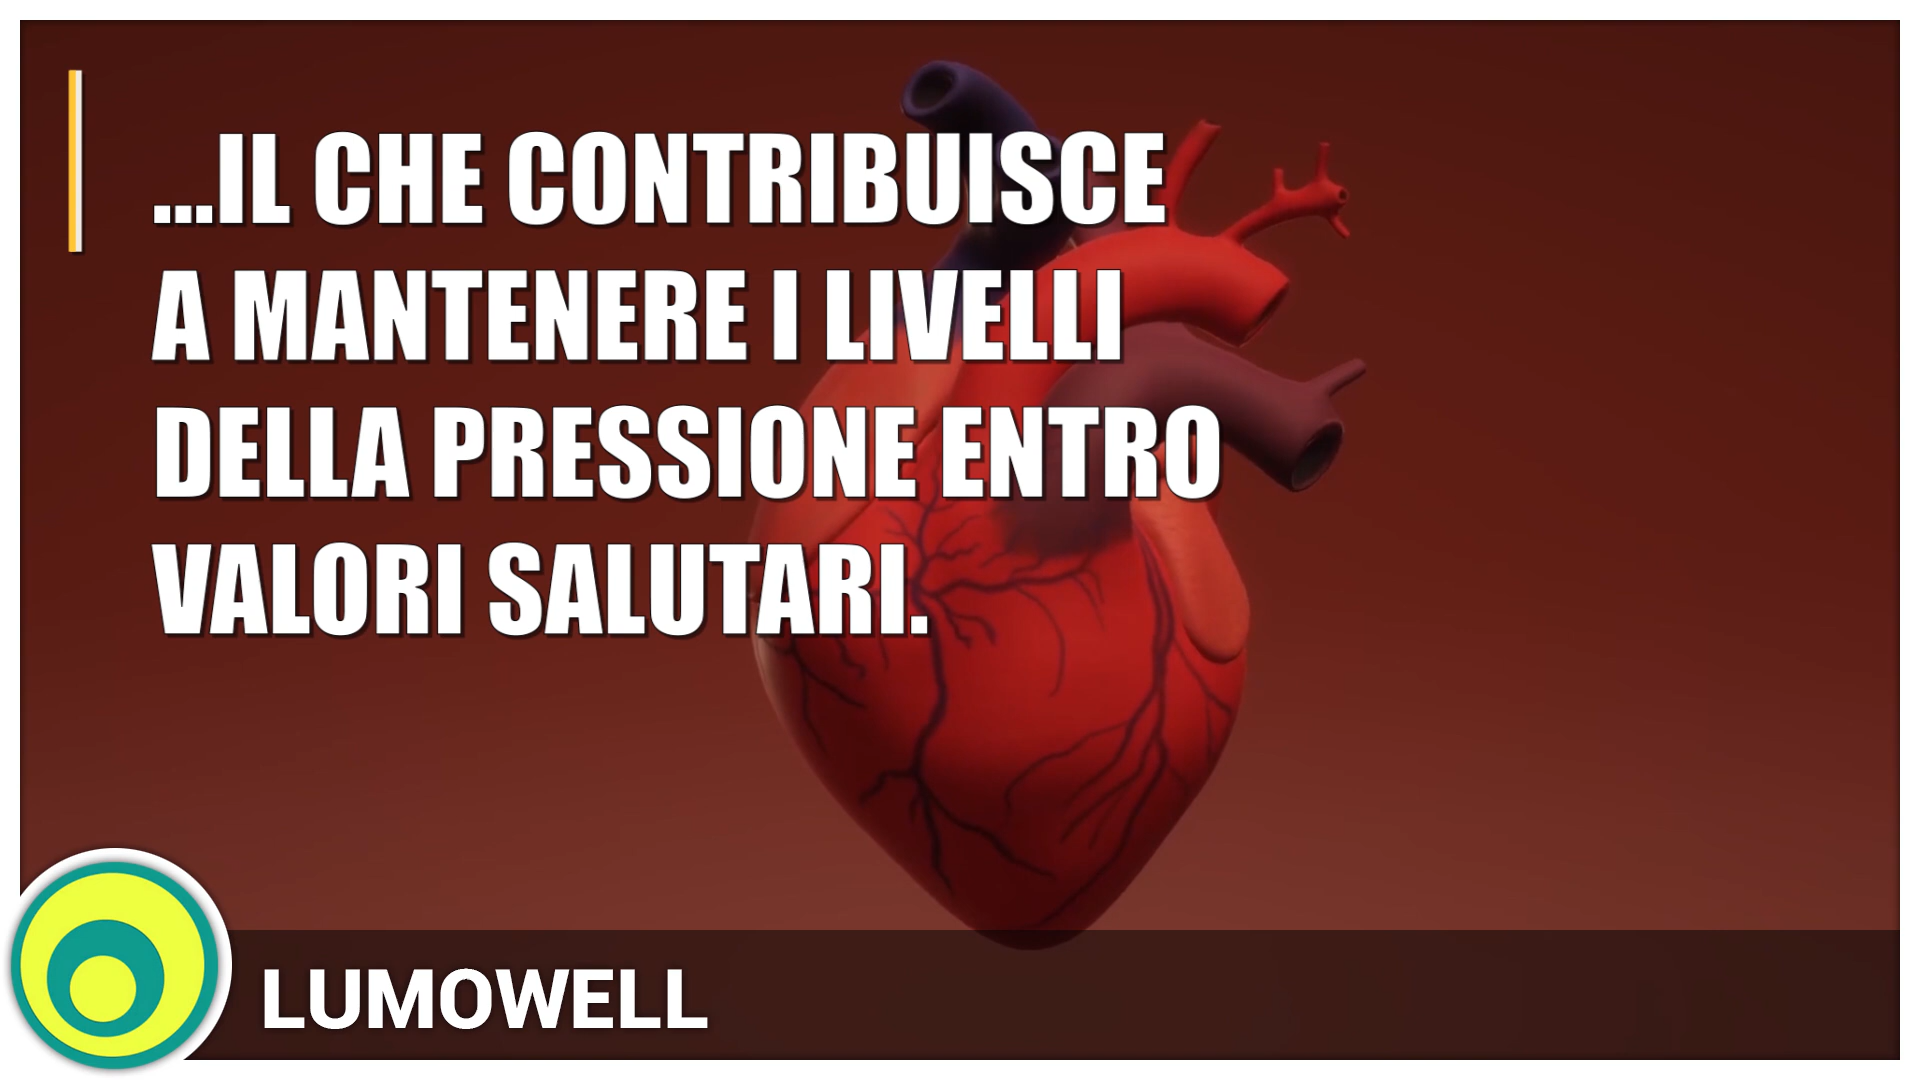 ...IL CHE CONTRIBUISCE
A MANTENERE I LIVELLI
DELLA PRESSIONE ENTRO
VALORI SALUTARI.
LUMOWELL